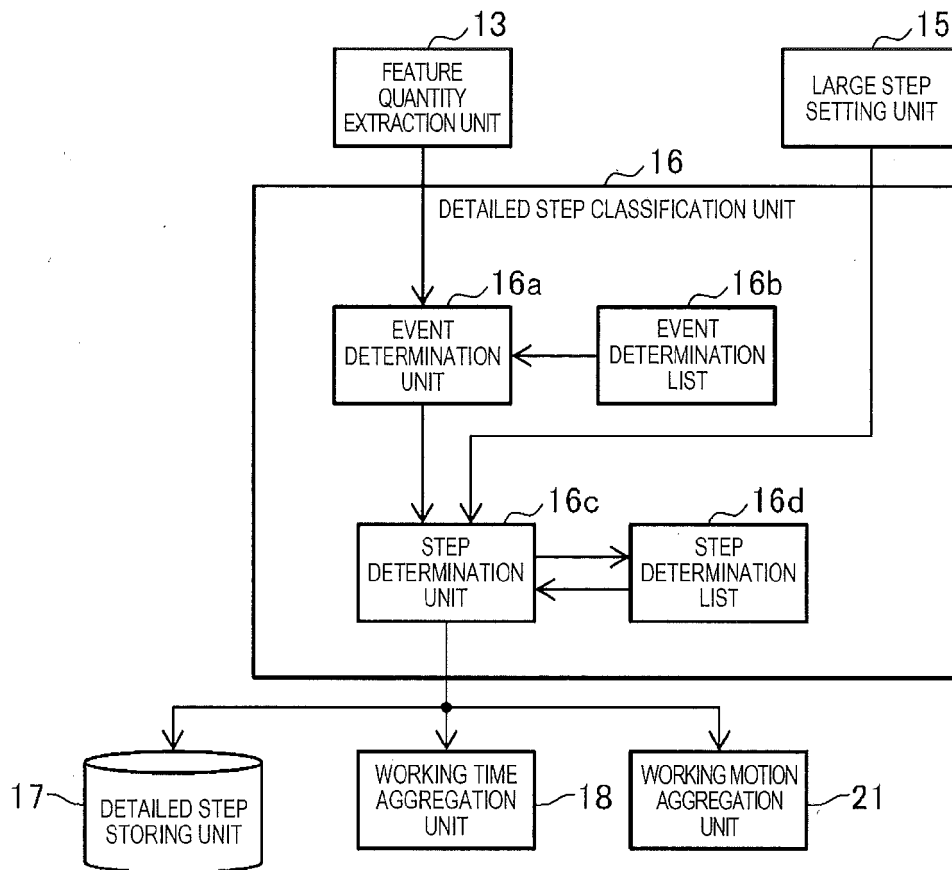 13
FEATURE
QUANTITY
EXTRACTION UNIT
15
LARGE STEP
SETTING UNIT
16
DETAILED STEP CLASSIFICATION UNIT
16a
EVENT
DETERMINATION
UNIT
16b
EVENT
DETERMINATION
LIST
16c
STEP
DETERMINATION
UNIT
16d
STEP
DETERMINATION
LIST
17
DETAILED STEP
STORING UNIT
WORKING TIME
AGGREGATION
UNIT
18
WORKING MOTION
AGGREGATION
UNIT
21